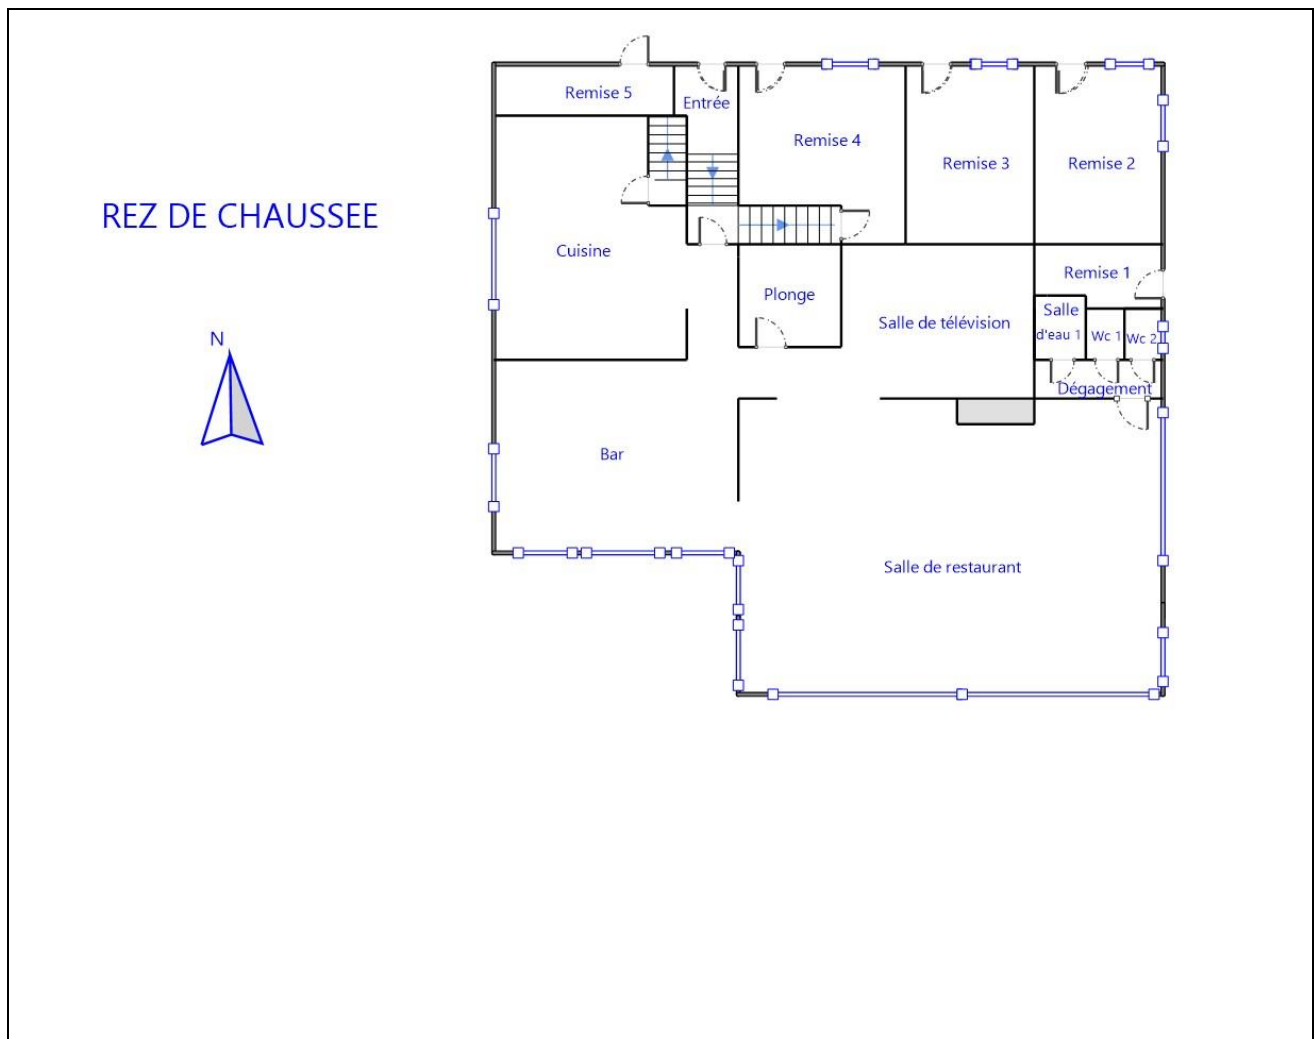 Remise 5
Entrée
Remise 4
Remise 3
Remise 2
REZ DE CHAUSSEE
Cuisine
Remise 1
Plonge
Salle de télévision
Salle
d'eau 1
Wc 1
Wc 2
N
Dégagement
Bar
Salle de restaurant